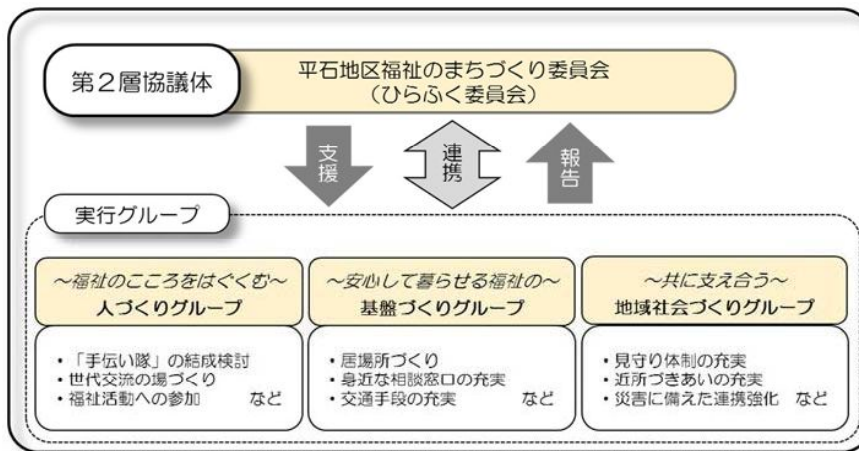 第2層協議体
平石地区福祉のまちづくり委員会
（ひらふく委員会）
支援
連携
報告
実行グループ
～福祉のこころをはぐくむ～
人づくりグループ
・「手伝い隊」の結成検討
・世代交流の場づくり
・福祉活動への参加 など
～安心して暮らせる福祉の～
基盤づくりグループ
・居場所づくり
・身近な相談窓口の充実
・交通手段の充実 など
～共に支え合う～
地域社会づくりグループ
・見守り体制の充実
・近所づきあいの充実
・災害に備えた連携強化 など